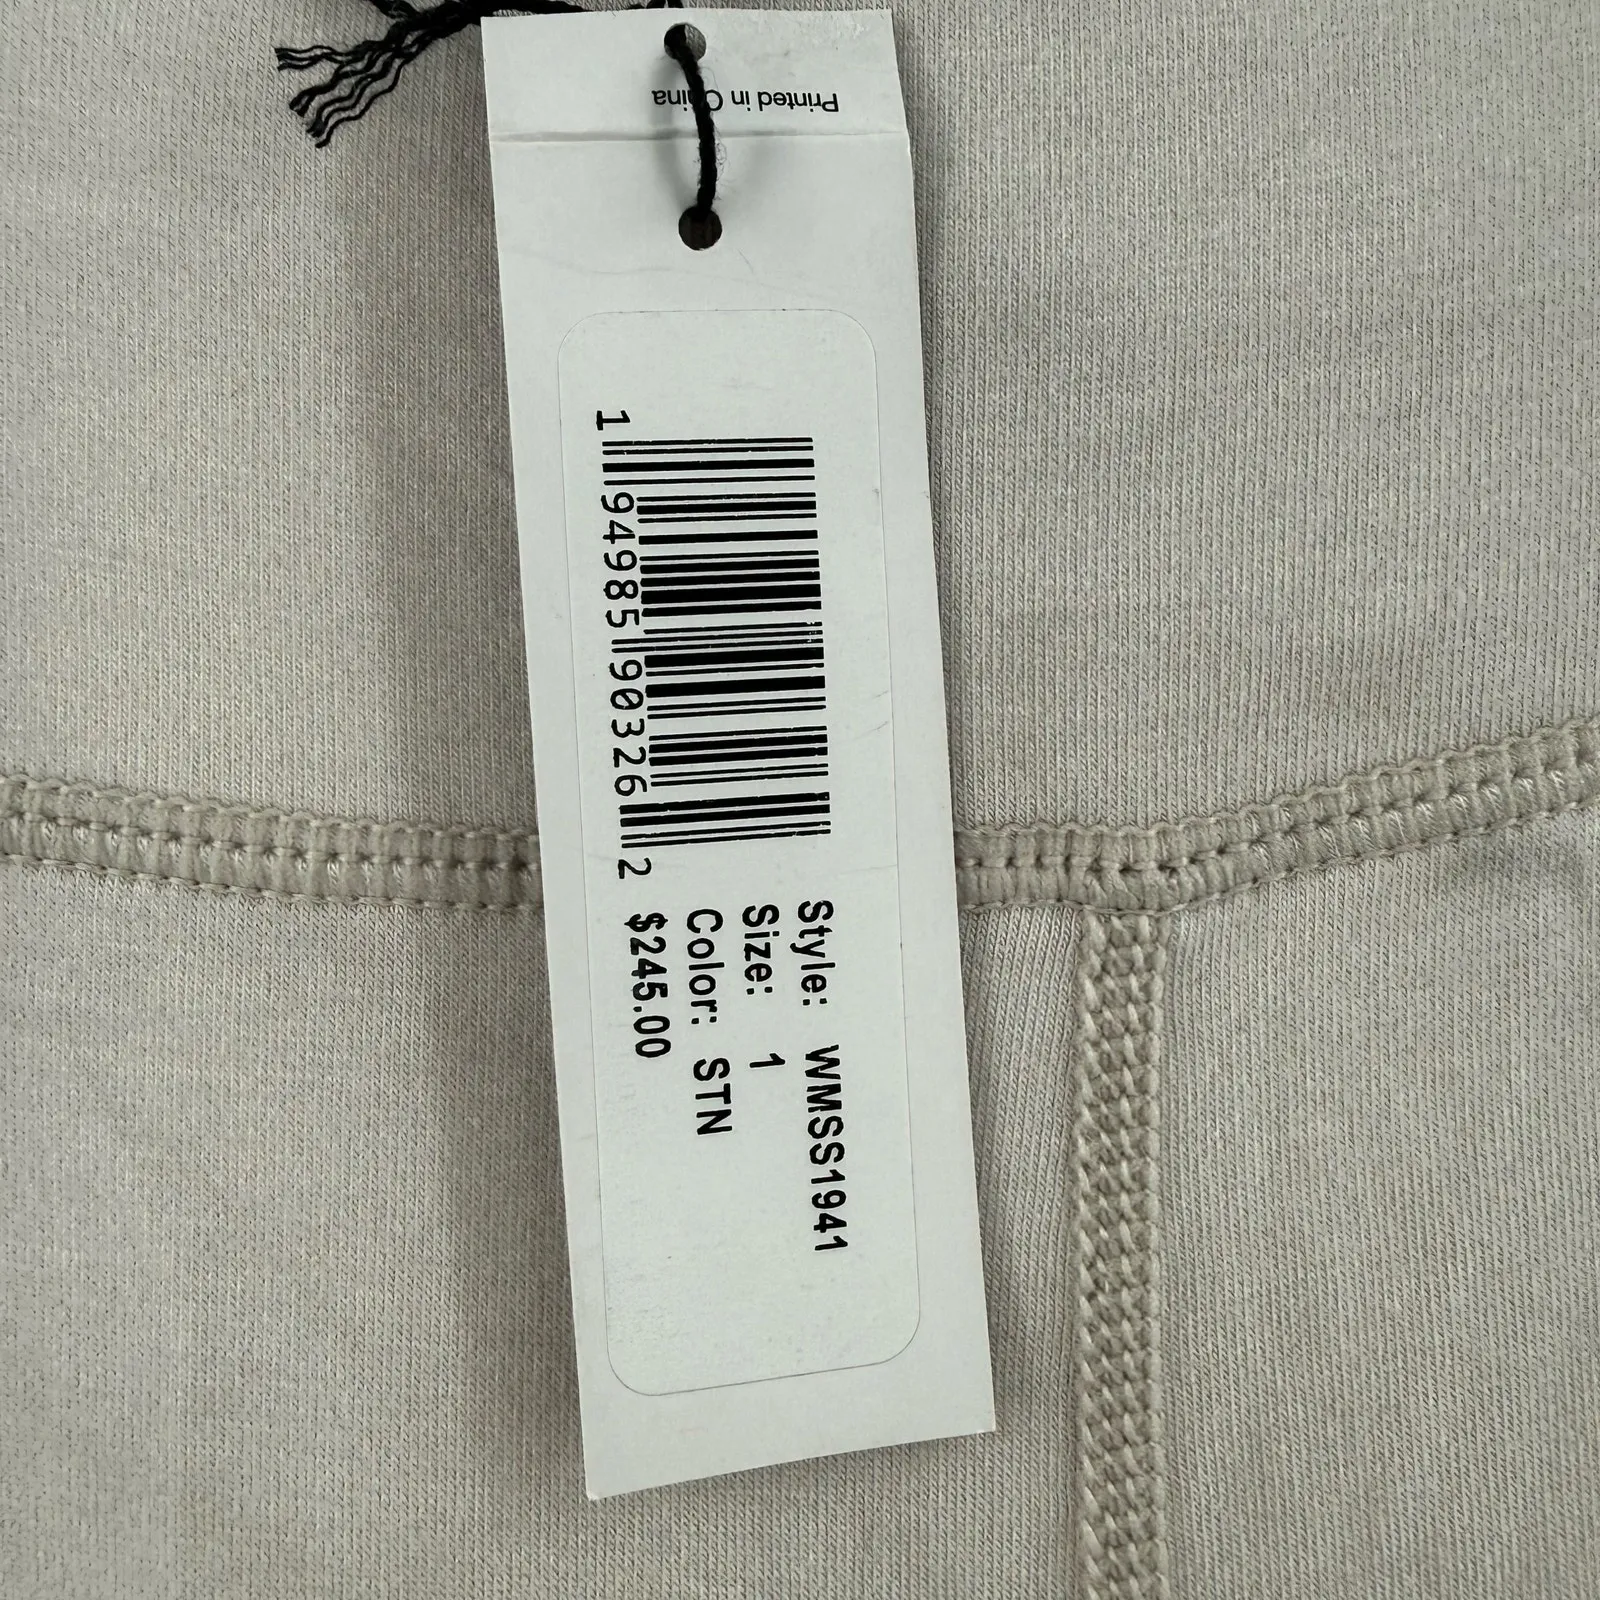 Printed in China
1 94985 90326 2
Style: WMSS1941
Size: 1
Color: STN
$245.00